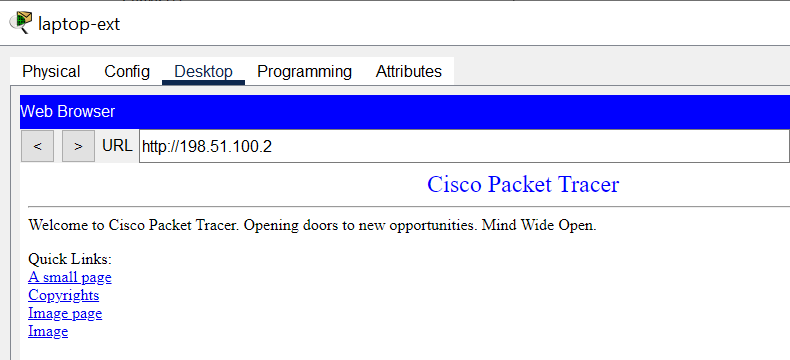 laptop-ext
Physical Config Desktop Programming Attributes
Web Browser
< > URL http://198.51.100.2
Cisco Packet Tracer
Welcome to Cisco Packet Tracer. Opening doors to new opportunities. Mind Wide Open.
Quick Links:
A small page
Copyrights
Image page
Image